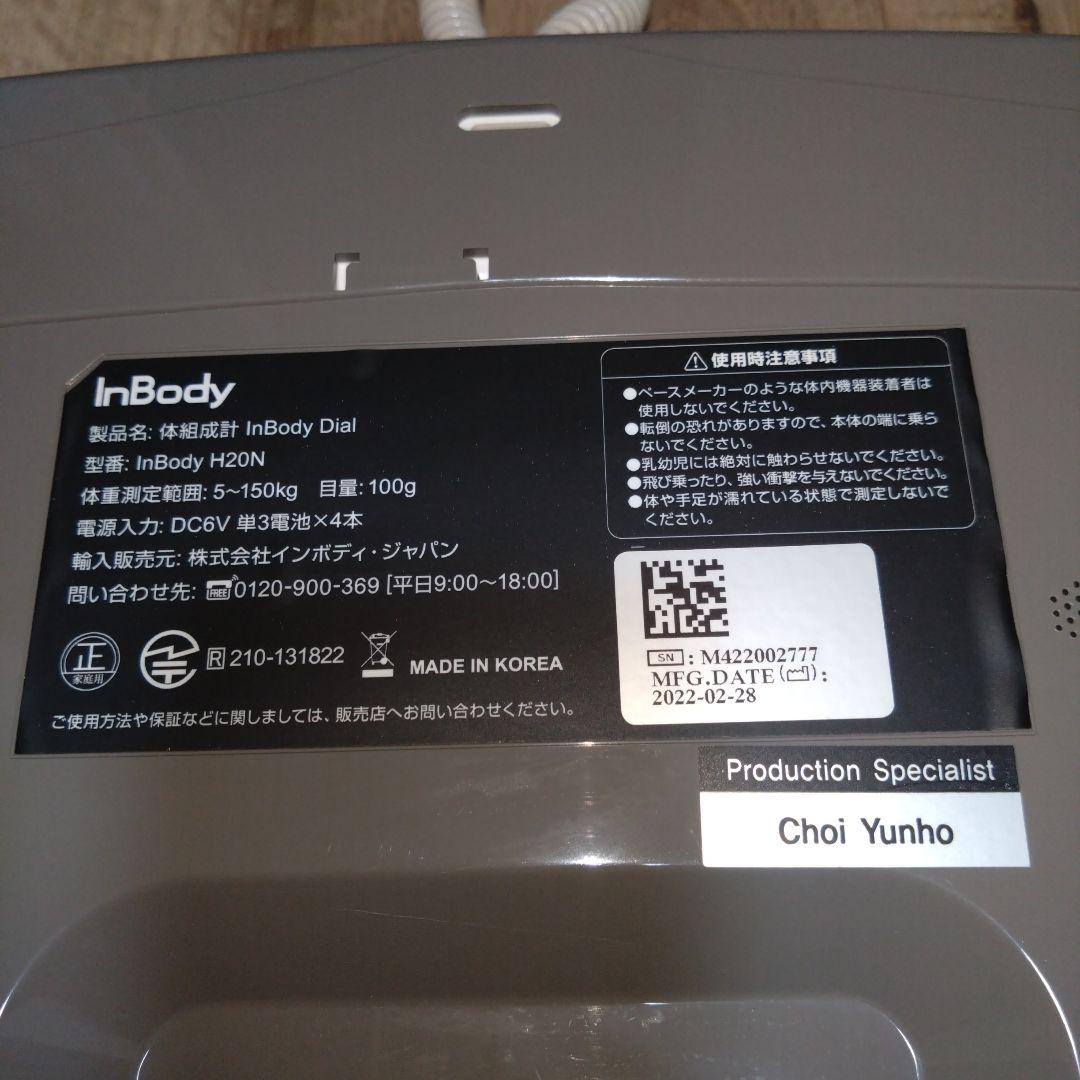 InBody
製品名: 体組成計 InBody Dial
型番: InBody H20N
体重測定範囲: 5~150kg 目量: 100g
電源入力: DC6V 単3電池×4本
輸入販売元: 株式会社インボディ・ジャパン
問い合わせ先: FREE 0120-900-369 [平日9:00~18:00]
正 家庭用
R 210-131822
MADE IN KOREA
ご使用方法や保証などに関しましては、販売店へお問い合わせください。
使用時注意事項
●ペースメーカーのような体内機器装着者は
使用しないでください。
●転倒の恐れがありますので、本体の端に乗ら
ないでください。
●乳幼児には絶対に触わらせないでください。
●飛び乗ったり、強い衝撃を与えないでください。
●体や手足が濡れている状態で測定しないで
ください。
SN : M422002777
MFG.DATE( ):
2022-02-28
Production Specialist
Choi Yunho